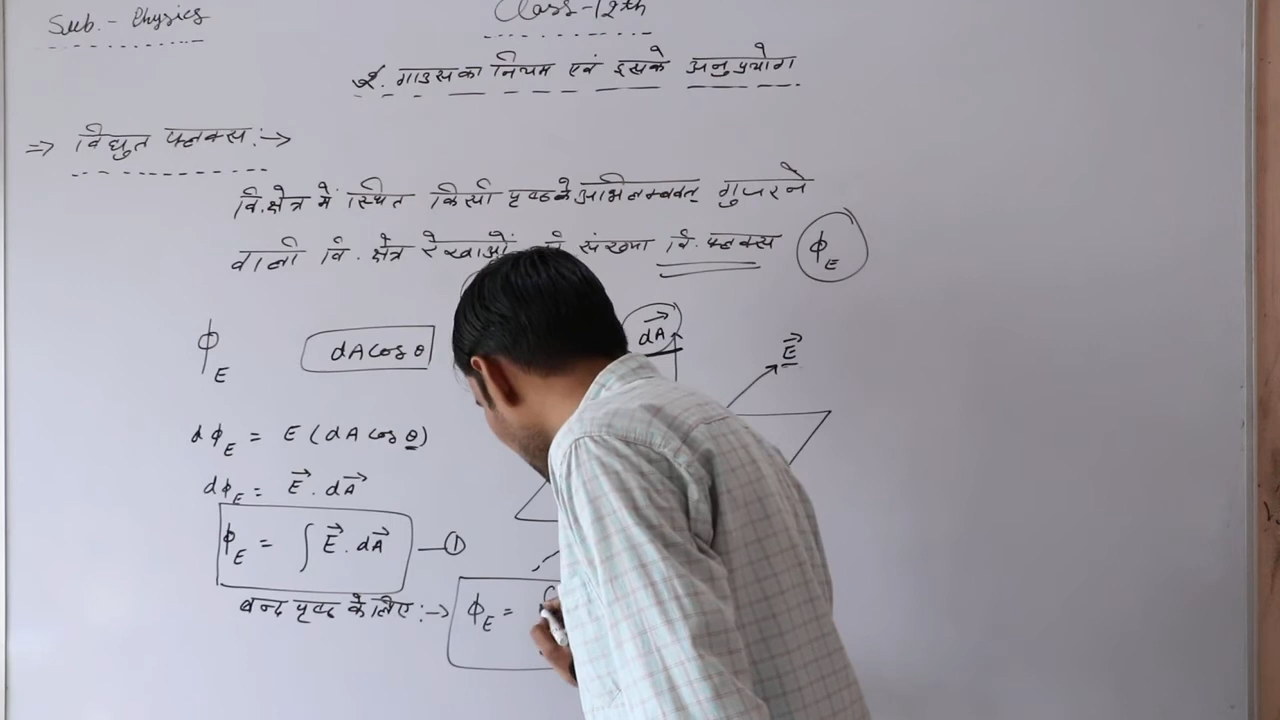 Sub. - Physics
Class - 12th
2. गाउस का नियम एवं इसके अनुप्रयोग
⇒ विद्युत फ्लक्स :→
वि. क्षेत्र में स्थित किसी पृष्ठ के अभिलम्बवत् गुजरने
वाली वि. क्षेत्र रेखाओं संख्या वि. फ्लक्स ϕ_E
ϕ_E dA cos θ
dA⃗
E⃗
dϕ_E = E (dA cos θ)
dϕ_E = E⃗ . dA⃗
ϕ_E = ∫ E⃗ . dA⃗ — ①
बन्द पृष्ठ के लिए :→ ϕ_E =